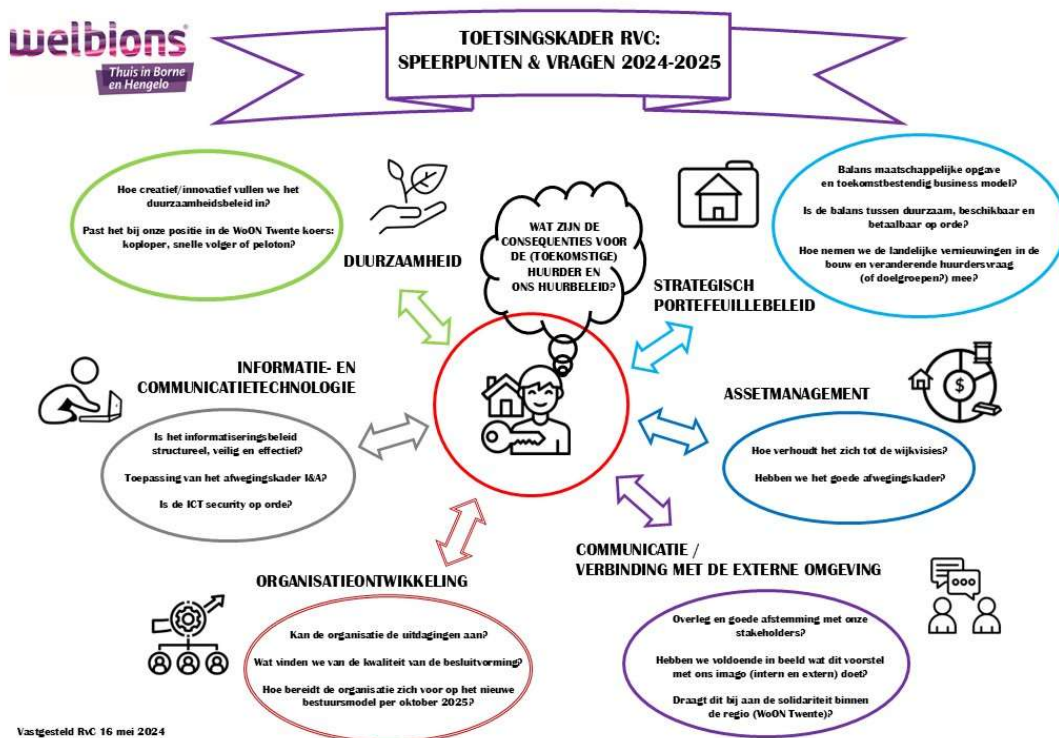 welbions
Thuis in Borne
en Hengelo
TOETSINGSKADER RVC:
SPEERPUNTEN & VRAGEN 2024-2025
Hoe creatief/innovatief vullen we het
duurzaamheidsbeleid in?
Past het bij onze positie in de WoON Twente koers:
koploper, snelle volger of peloton?
DUURZAAMHEID
WAT ZIJN DE
CONSEQUENTIES VOOR
DE (TOEKOMSTIGE)
HUURDER EN
ONS HUURBELEID?
Balans maatschappelijke opgave
en toekomstbestendig business model?
Is de balans tussen duurzaam, beschikbaar en
betaalbaar op orde?
Hoe nemen we de landelijke vernieuwingen in de
bouw en veranderende huurdersvraag
(of doelgroepen?) mee?
STRATEGISCH
PORTEFEUILLEBELEID
INFORMATIE- EN
COMMUNICATIETECHNOLOGIE
Is het informatiseringsbeleid
structureel, veilig en effectief?
Toepassing van het afwegingskader I&A?
Is de ICT security op orde?
ASSETMANAGEMENT
$
Hoe verhoudt het zich tot de wijkvisies?
Hebben we het goede afwegingskader?
ORGANISATIEONTWIKKELING
Kan de organisatie de uitdagingen aan?
Wat vinden we van de kwaliteit van de besluitvorming?
Hoe bereidt de organisatie zich voor op het nieuwe
bestuursmodel per oktober 2025?
COMMUNICATIE /
VERBINDING MET DE EXTERNE OMGEVING
Overleg en goede afstemming met onze
stakeholders?
Hebben we voldoende in beeld wat dit voorstel
met ons imago (intern en extern) doet?
Draagt dit bij aan de solidariteit binnen
de regio (WoON Twente)?
Vastgesteld RvC 16 mei 2024